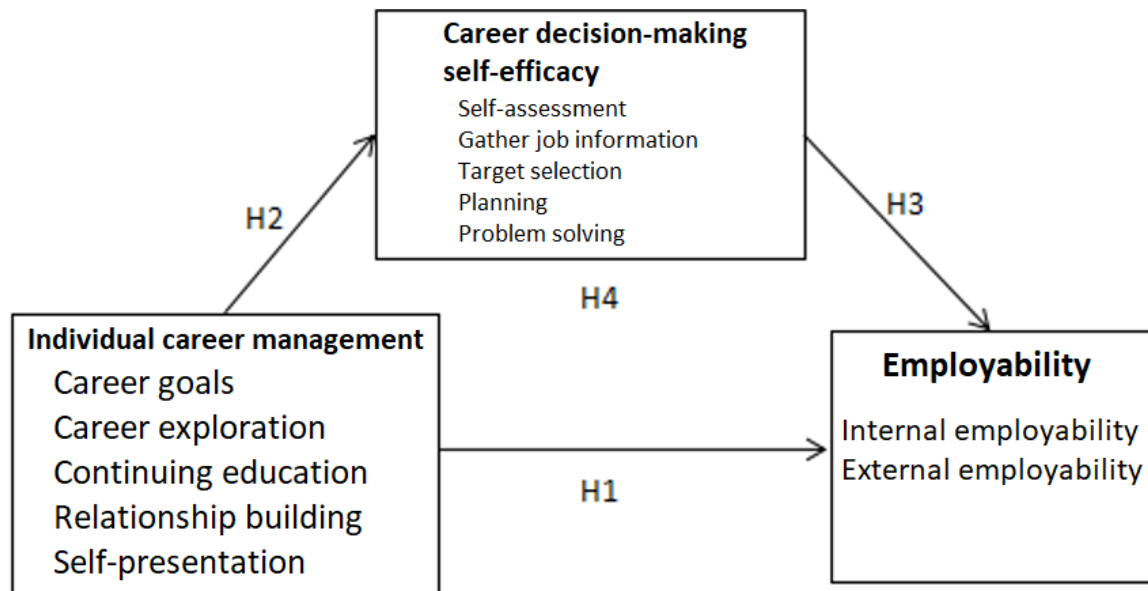 Career decision-making
self-efficacy
Self-assessment
Gather job information
Target selection
Planning
Problem solving
H2
H3
H4
Individual career management
Career goals
Career exploration
Continuing education
Relationship building
Self-presentation
H1
Employability
Internal employability
External employability